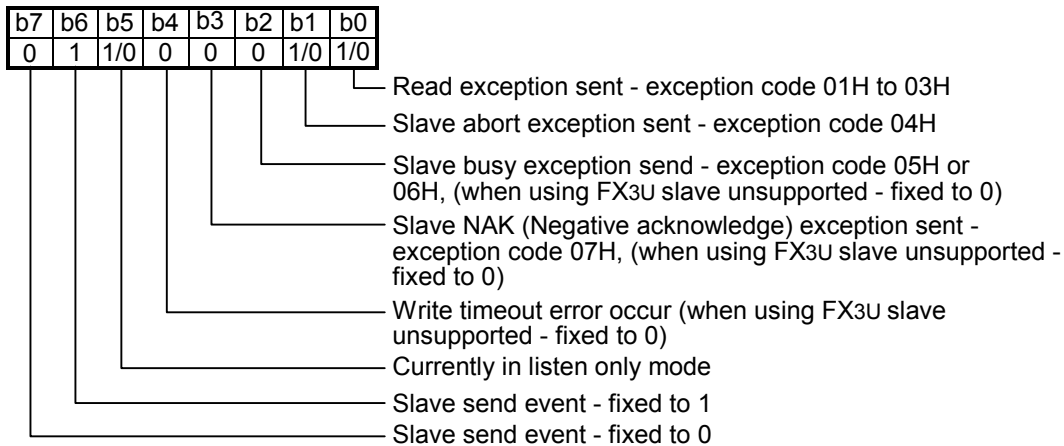 b7 b6 b5 b4 b3 b2 b1 b0
0 1 1/0 0 0 0 1/0 1/0
Read exception sent - exception code 01H to 03H
Slave abort exception sent - exception code 04H
Slave busy exception send - exception code 05H or
06H, (when using FX3U slave unsupported - fixed to 0)
Slave NAK (Negative acknowledge) exception sent -
exception code 07H, (when using FX3U slave unsupported -
fixed to 0)
Write timeout error occur (when using FX3U slave
unsupported - fixed to 0)
Currently in listen only mode
Slave send event - fixed to 1
Slave send event - fixed to 0